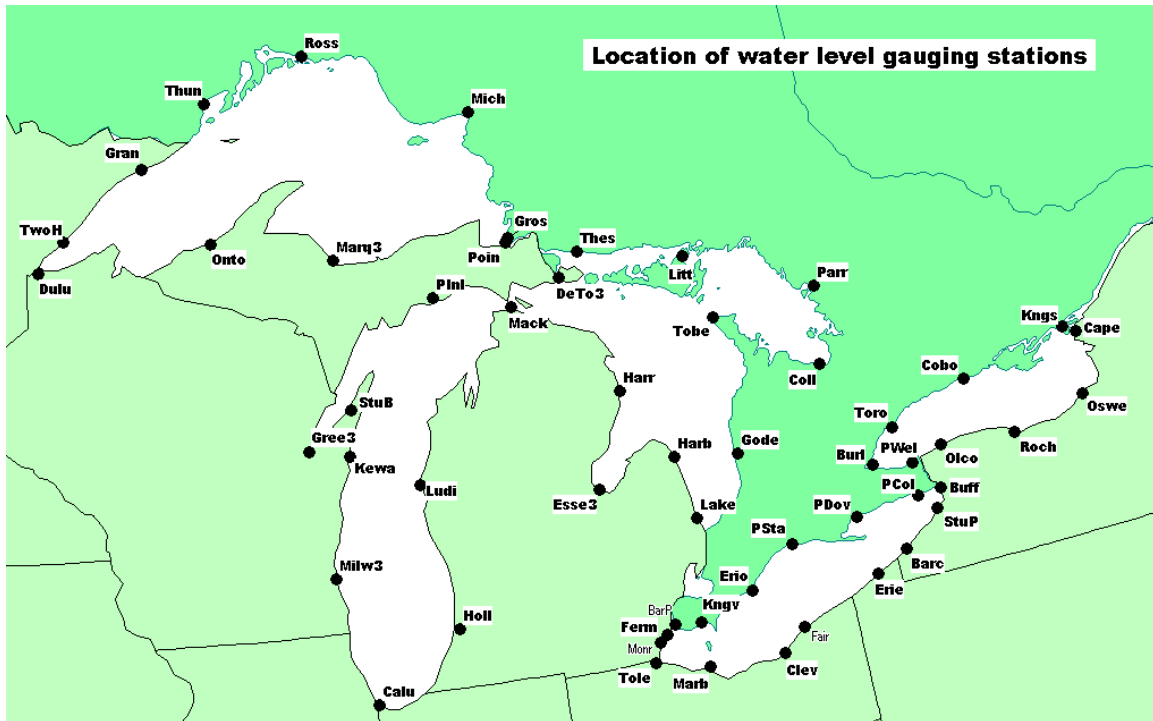 Ross
Location of water level gauging stations
Thun
Mich
Gran
Gros
TwoH
Thes
Onto
Marq3
Poin
Litt
Parr
Dulu
PInI
DeTo3
Mack
Kngs
Tobe
Cape
Cobo
Harr
Coll
StuB
Oswe
Toro
Gree3
Harb
Gode
PWel
Olco
Roch
Burl
Kewa
Ludi
PCol
Buff
Esse3
Lake
PDov
StuP
PSta
Barc
Milw3
Erio
Erie
BarP
Kngv
Holl
Ferm
Fair
Monr
Tole
Marb
Clev
Calu